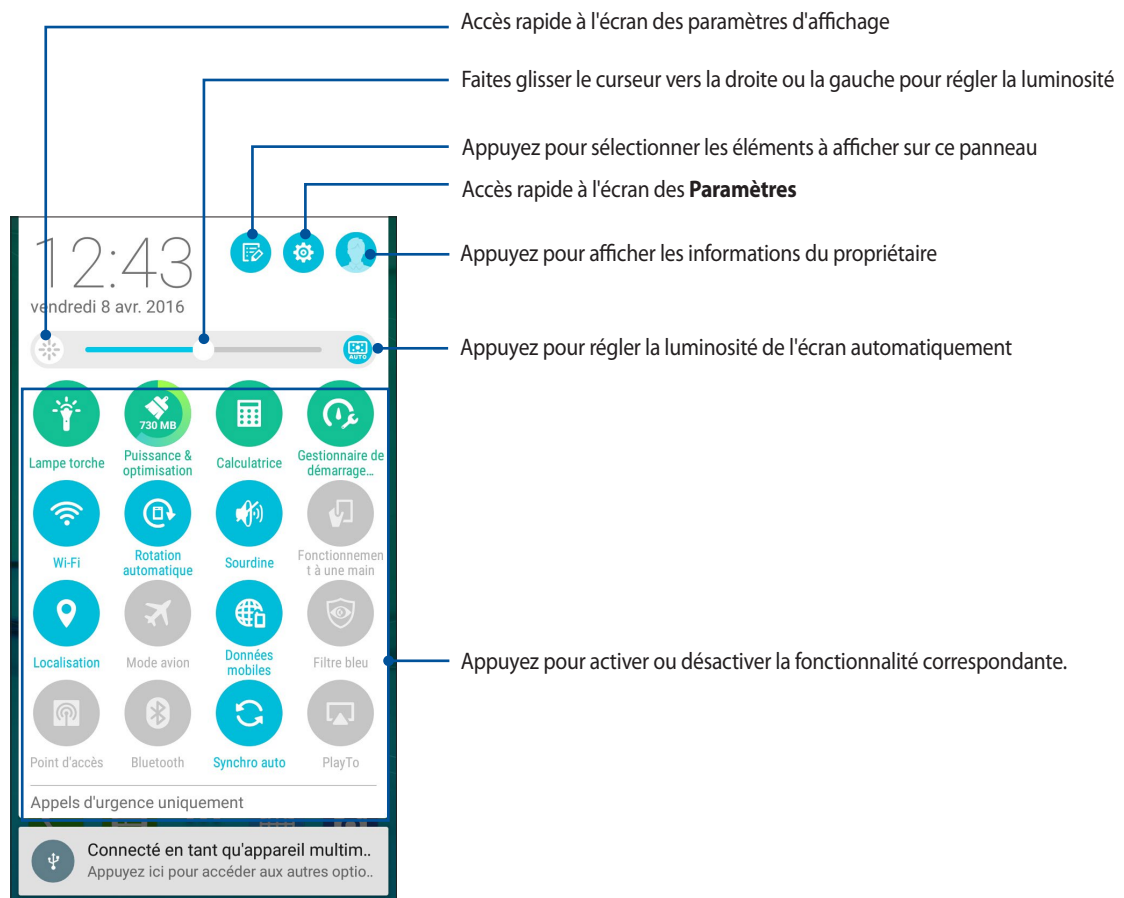 Accès rapide à l'écran des paramètres d'affichage
Faites glisser le curseur vers la droite ou la gauche pour régler la luminosité
Appuyez pour sélectionner les éléments à afficher sur ce panneau
Accès rapide à l'écran des Paramètres
Appuyez pour afficher les informations du propriétaire
Appuyez pour régler la luminosité de l'écran automatiquement
Appuyez pour activer ou désactiver la fonctionnalité correspondante.
12:43
vendredi 8 avr. 2016
AUTO
730 MB
Lampe torche
Puissance &
optimisation
Calculatrice
Gestionnaire de
démarrage...
Wi-Fi
Rotation
automatique
Sourdine
Fonctionnemen
t à une main
Localisation
Mode avion
Données
mobiles
Filtre bleu
Point d'accès
Bluetooth
Synchro auto
PlayTo
Appels d'urgence uniquement
Connecté en tant qu'appareil multim..
Appuyez ici pour accéder aux autres optio..